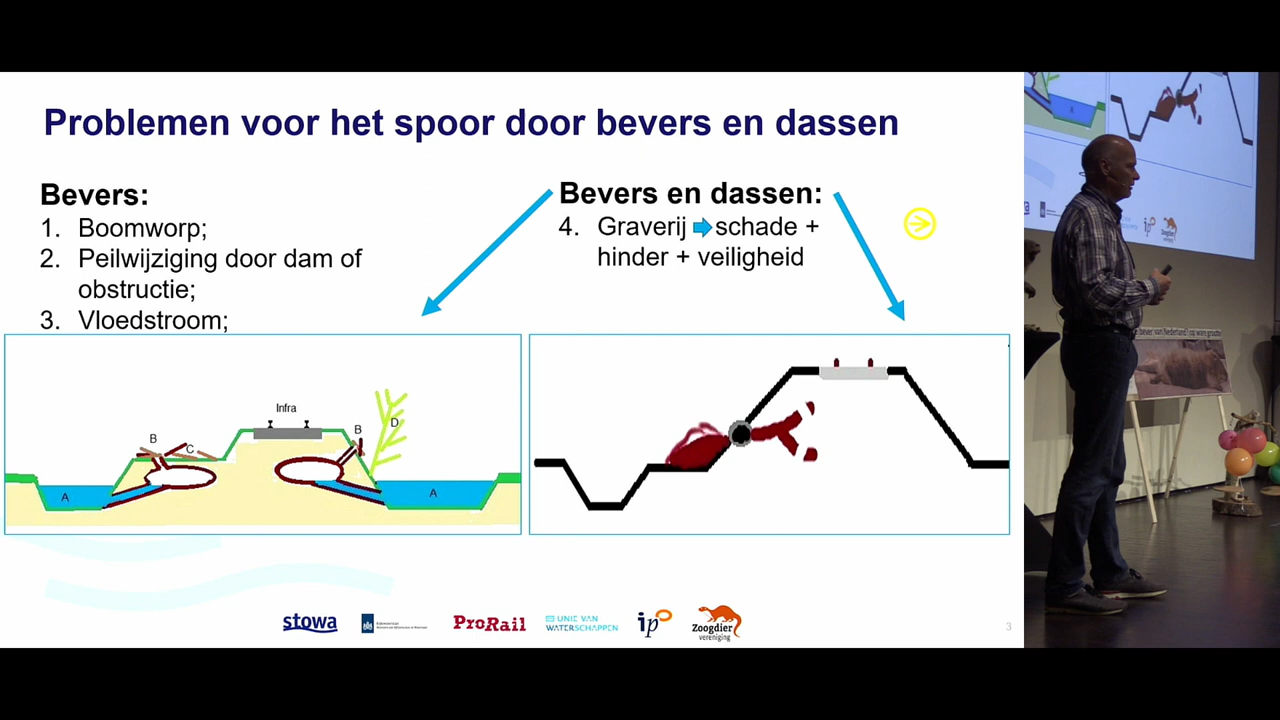 Problemen voor het spoor door bevers en dassen
Bevers:
1. Boomworp;
2. Peilwijziging door dam of
obstructie;
3. Vloedstroom;
Bevers en dassen:
4. Graverij schade +
hinder + veiligheid
Infra
B
C
B
D
A
A
stowa
ProRail
UNIE VAN
WATERSCHAPPEN
ip
Zoogdier
vereniging
3